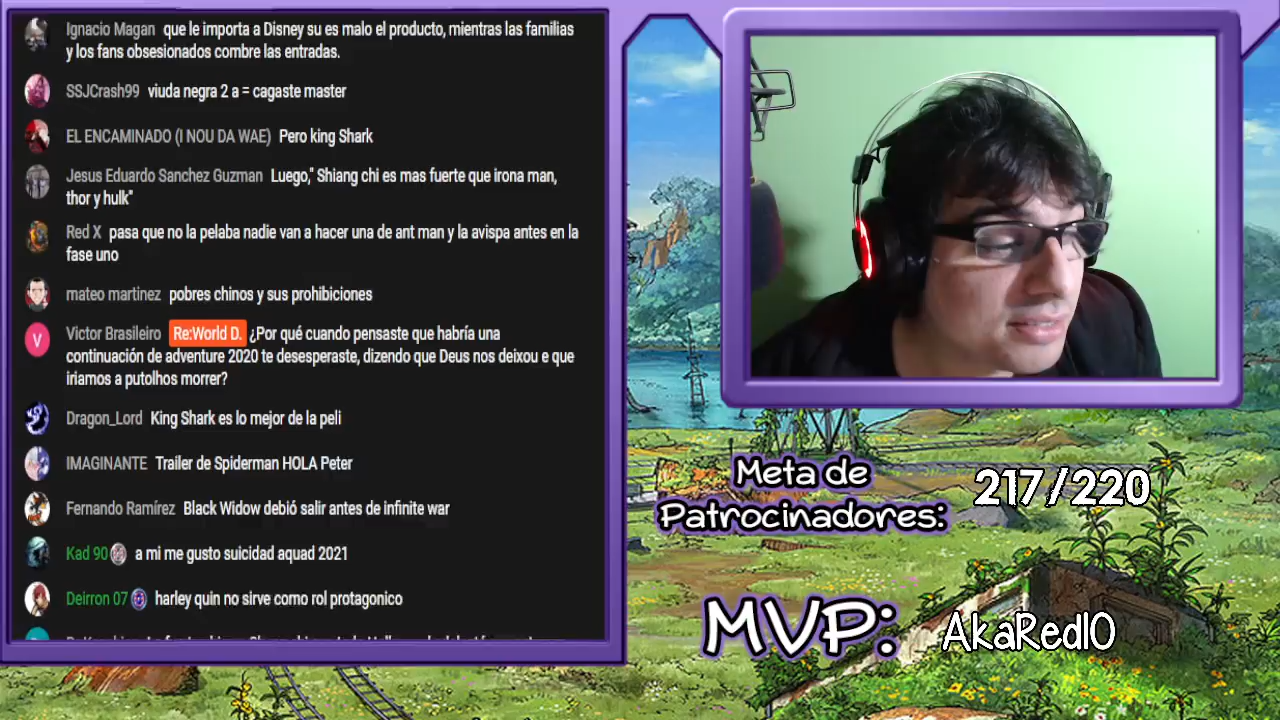 Ignacio Magan que le importa a Disney su es malo el producto, mientras las familias
y los fans obsesionados combre las entradas.
SSJCrash99 viuda negra 2 a = cagaste master
EL ENCAMINADO (I NOU DA WAE) Pero king Shark
Jesus Eduardo Sanchez Guzman Luego," Shiang chi es mas fuerte que irona man,
thor y hulk"
Red X pasa que no la pelaba nadie van a hacer una de ant man y la avispa antes en la
fase uno
mateo martinez pobres chinos y sus prohibiciones
V
Victor Brasileiro Re:World D. ¿Por qué cuando pensaste que habría una
continuación de adventure 2020 te desesperaste, dizendo que Deus nos deixou e que
iriamos a putolhos morrer?
Dragon_Lord King Shark es lo mejor de la peli
IMAGINANTE Trailer de Spiderman HOLA Peter
Fernando Ramírez Black Widow debió salir antes de infinite war
Kad 90 a mi me gusto suicidad aquad 2021
Deirron 07 harley quin no sirve como rol protagonico
Meta de
Patrocinadores:
217/220
MVP:
AkaRed10